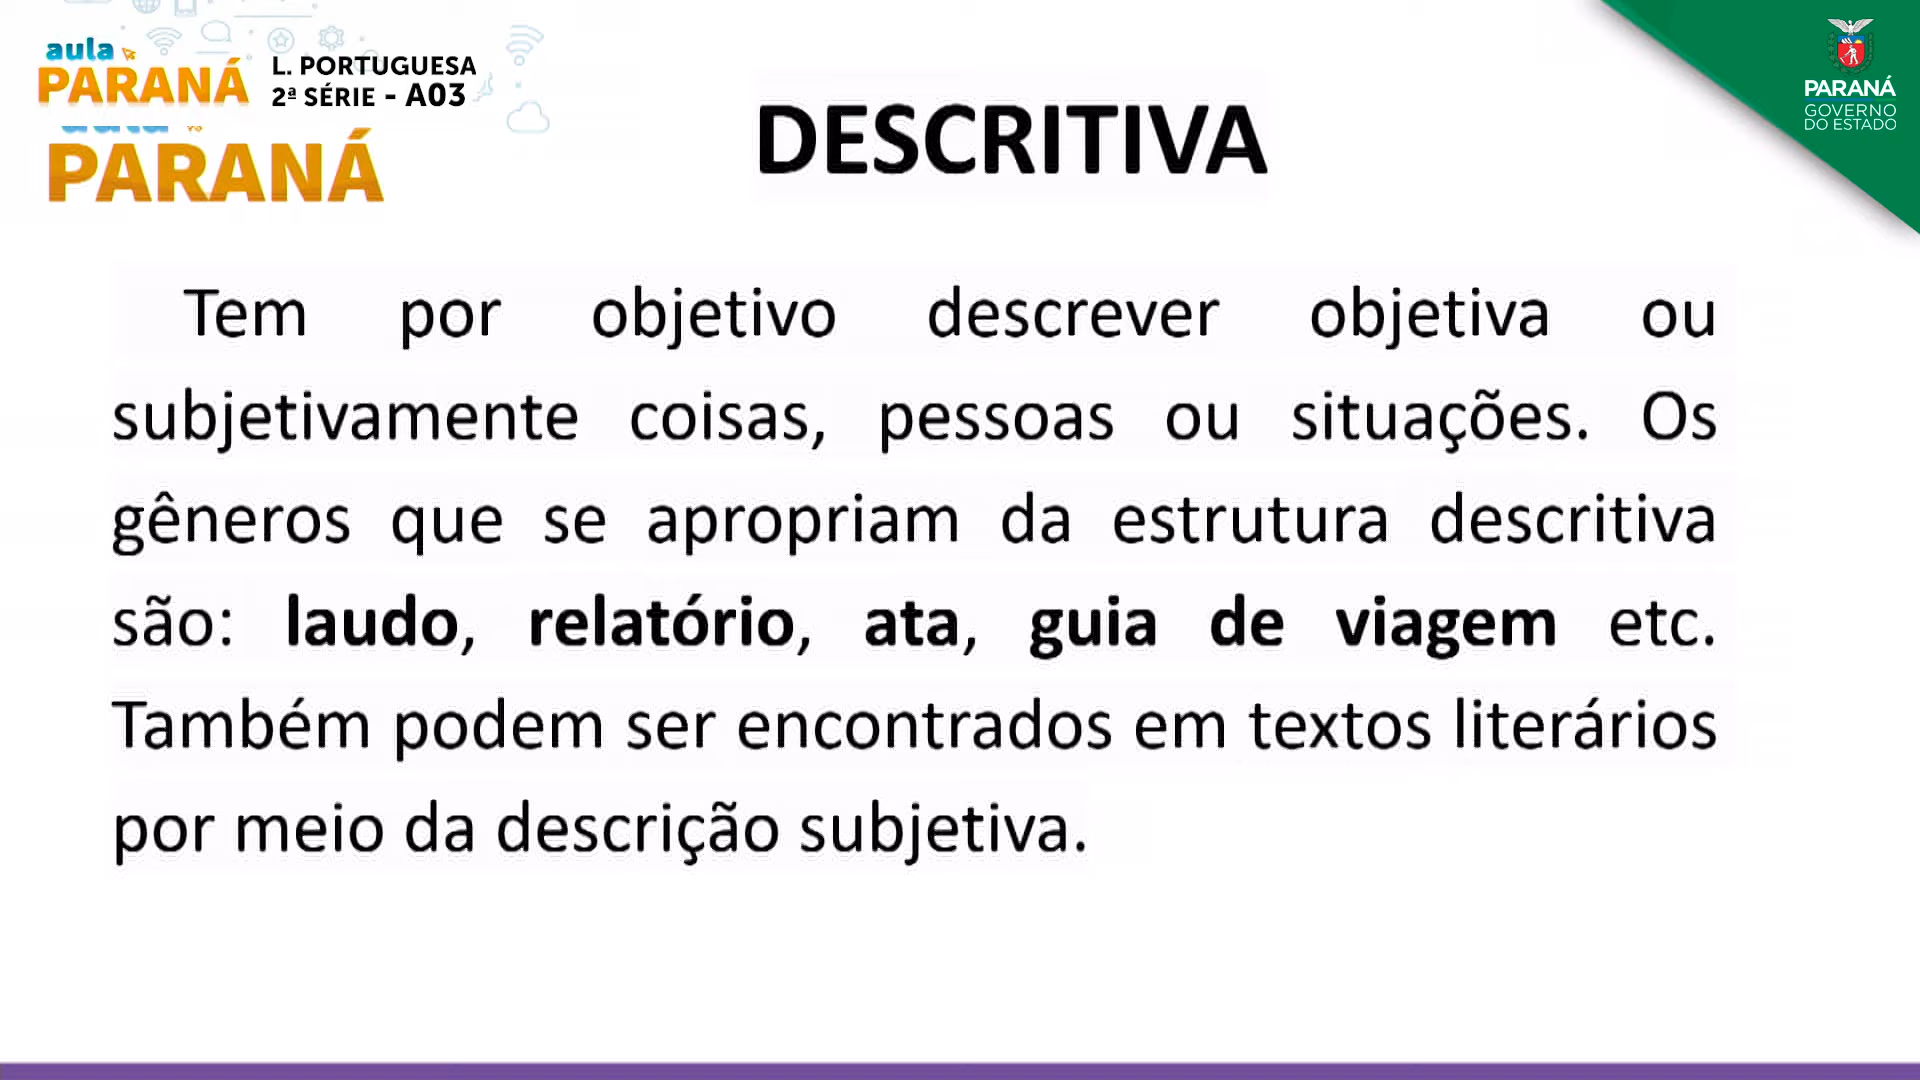 aula
PARANÁ
L. PORTUGUESA
2ª SÉRIE - A03
PARANÁ
DESCRITIVA
PARANÁ
GOVERNO
DO ESTADO
Tem por objetivo descrever objetiva ou
subjetivamente coisas, pessoas ou situações. Os
gêneros que se apropriam da estrutura descritiva
são: laudo, relatório, ata, guia de viagem etc.
Também podem ser encontrados em textos literários
por meio da descrição subjetiva.